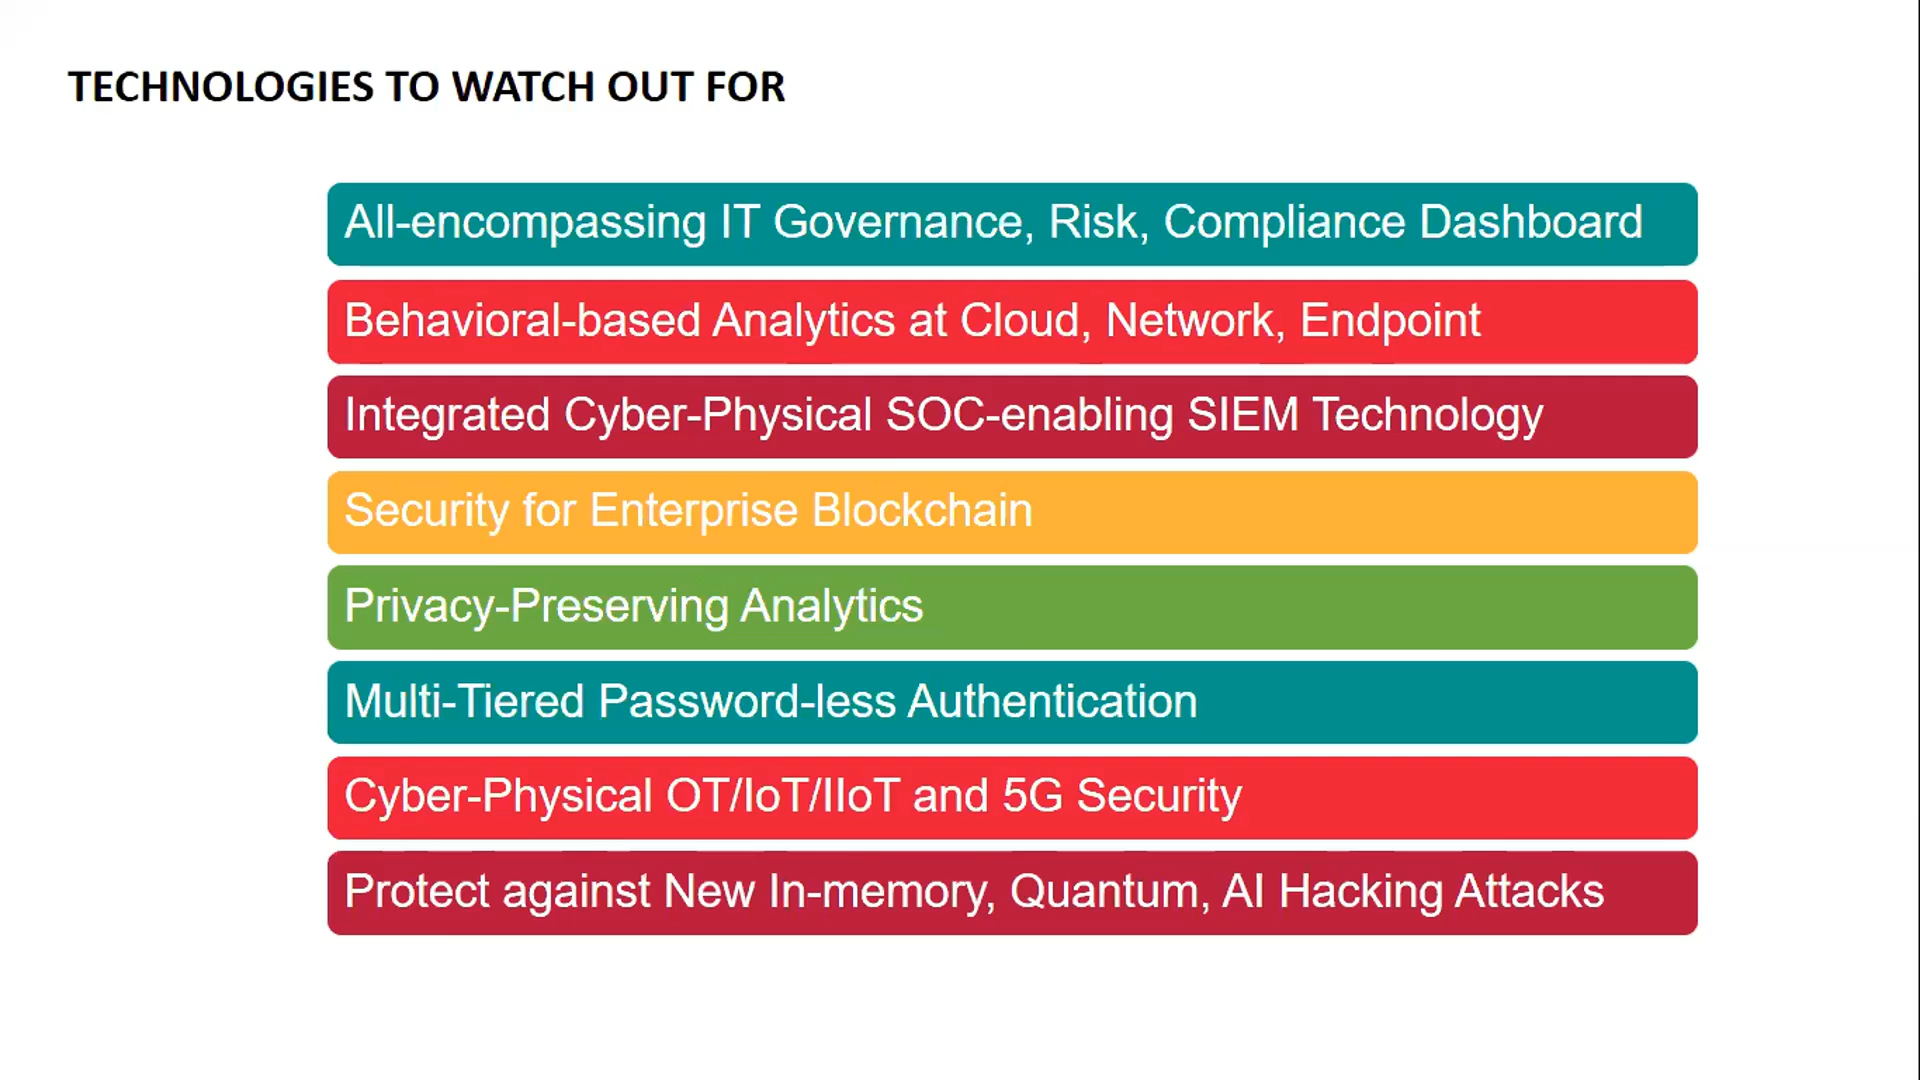 TECHNOLOGIES TO WATCH OUT FOR
All-encompassing IT Governance, Risk, Compliance Dashboard
Behavioral-based Analytics at Cloud, Network, Endpoint
Integrated Cyber-Physical SOC-enabling SIEM Technology
Security for Enterprise Blockchain
Privacy-Preserving Analytics
Multi-Tiered Password-less Authentication
Cyber-Physical OT/IoT/IIoT and 5G Security
Protect against New In-memory, Quantum, AI Hacking Attacks